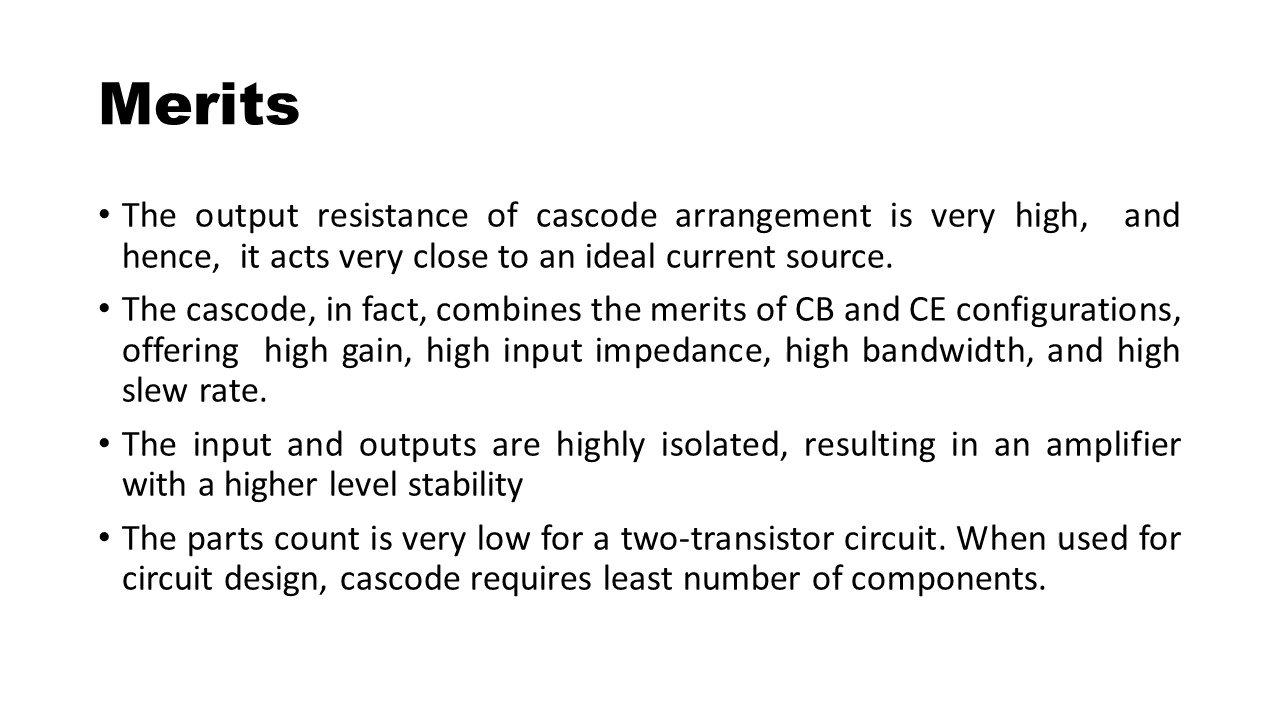 Merits
• The output resistance of cascode arrangement is very high,  and
hence,  it acts very close to an ideal current source.
• The cascode, in fact, combines the merits of CB and CE configurations,
offering  high gain, high input impedance, high bandwidth, and high
slew rate.
• The input and outputs are highly isolated, resulting in an amplifier
with a higher level stability
• The parts count is very low for a two-transistor circuit. When used for
circuit design, cascode requires least number of components.